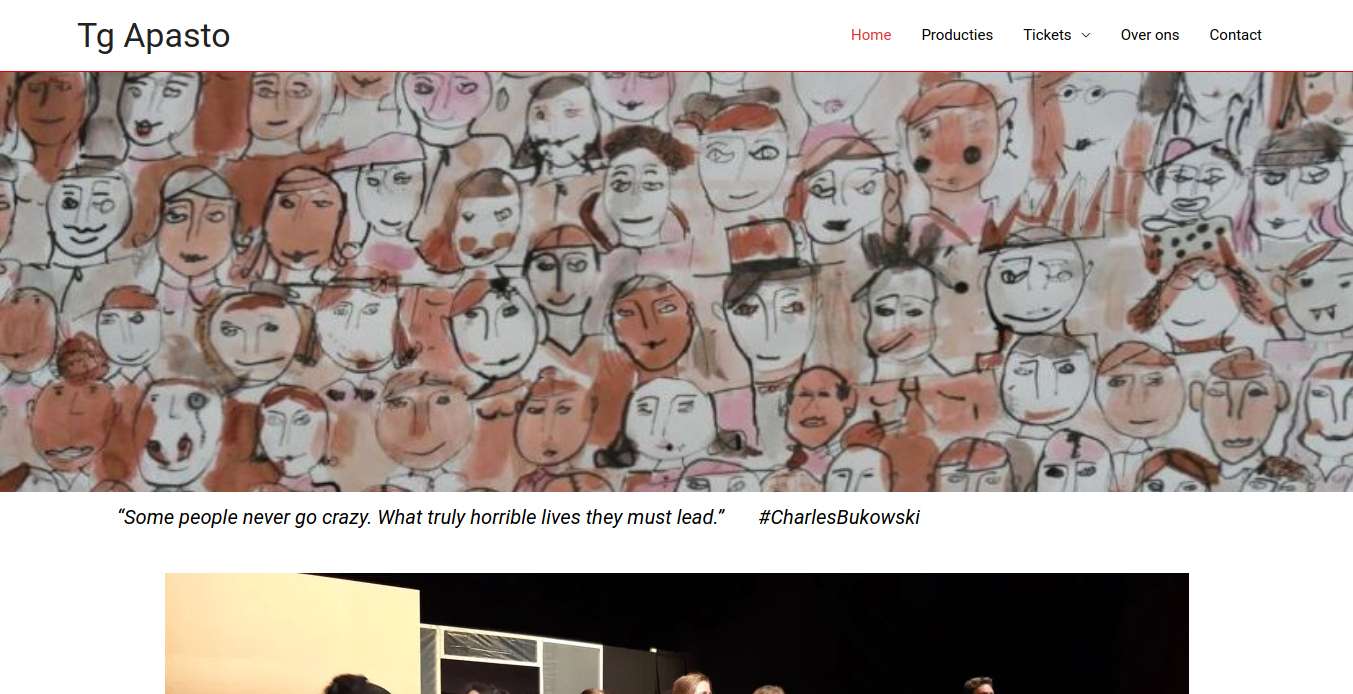 Tg Apasto
Home Producties Tickets Over ons Contact
“Some people never go crazy. What truly horrible lives they must lead.” #CharlesBukowski